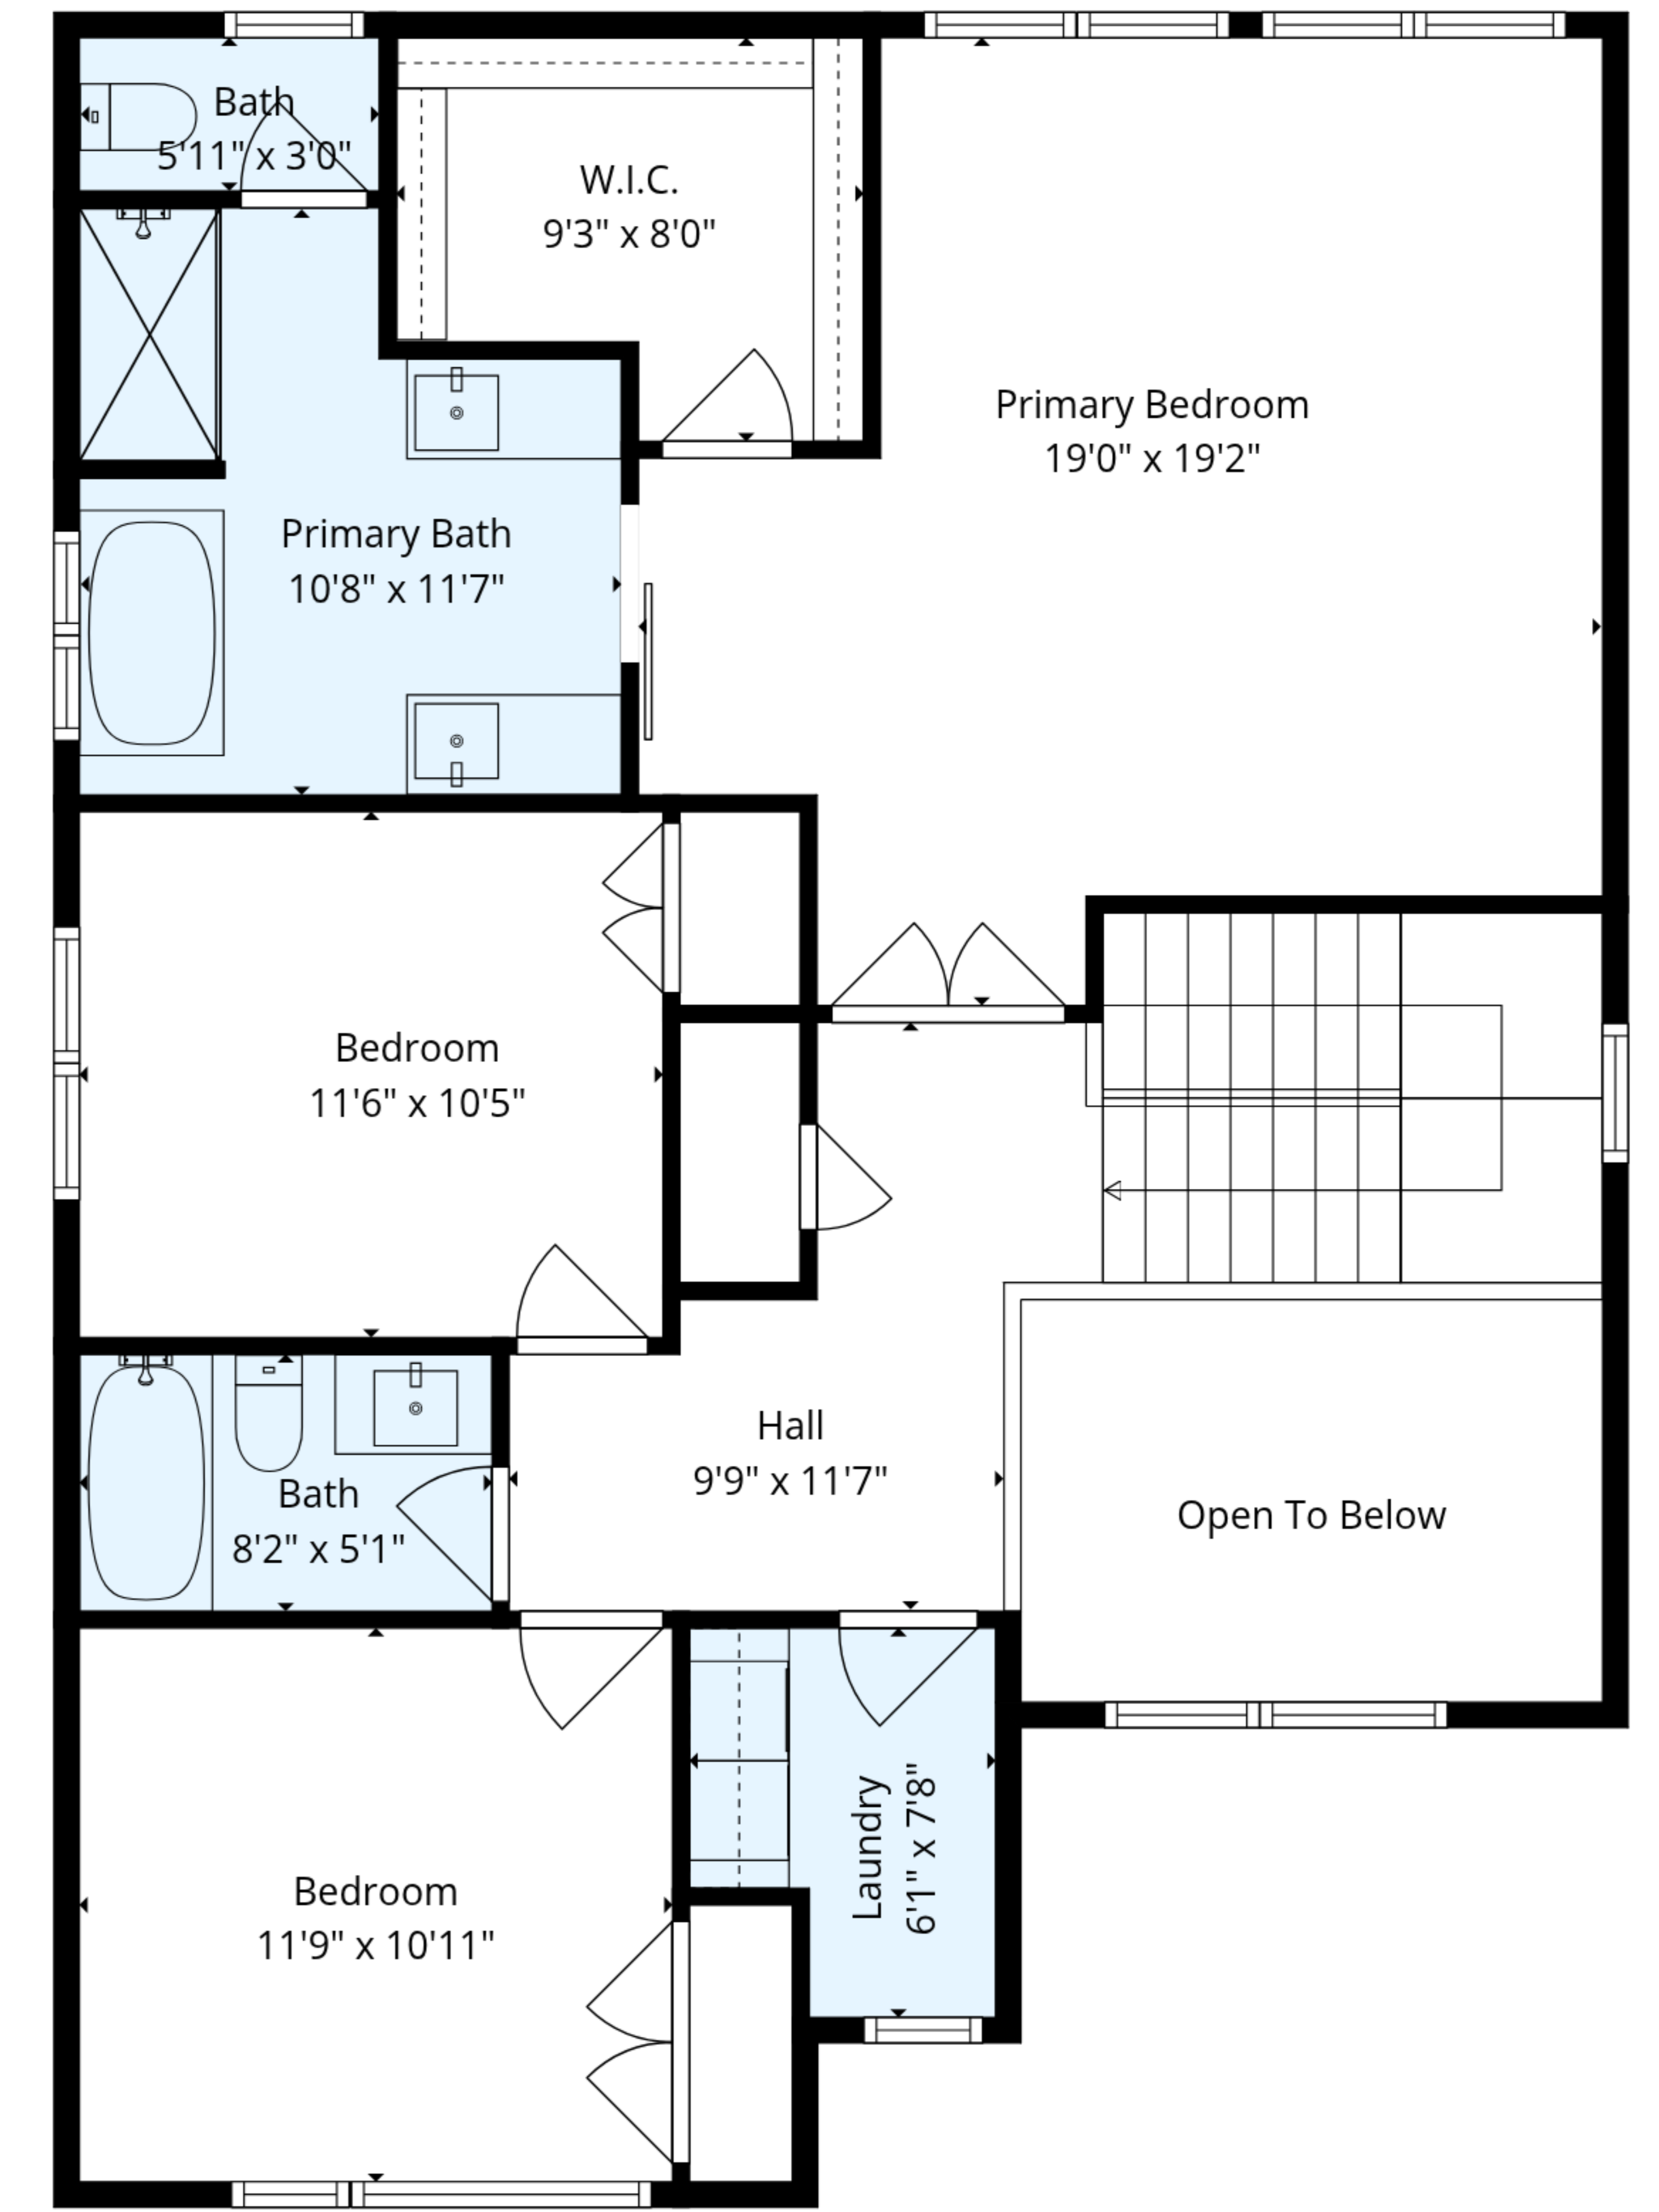 Bath
5'11" x 3'0"
W.I.C.
9'3" x 8'0"
Primary Bedroom
19'0" x 19'2"
Primary Bath
10'8" x 11'7"
Bedroom
11'6" x 10'5"
Hall
9'9" x 11'7"
Bath
8'2" x 5'1"
Open To Below
Laundry
6'1" x 7'8"
Bedroom
11'9" x 10'11"